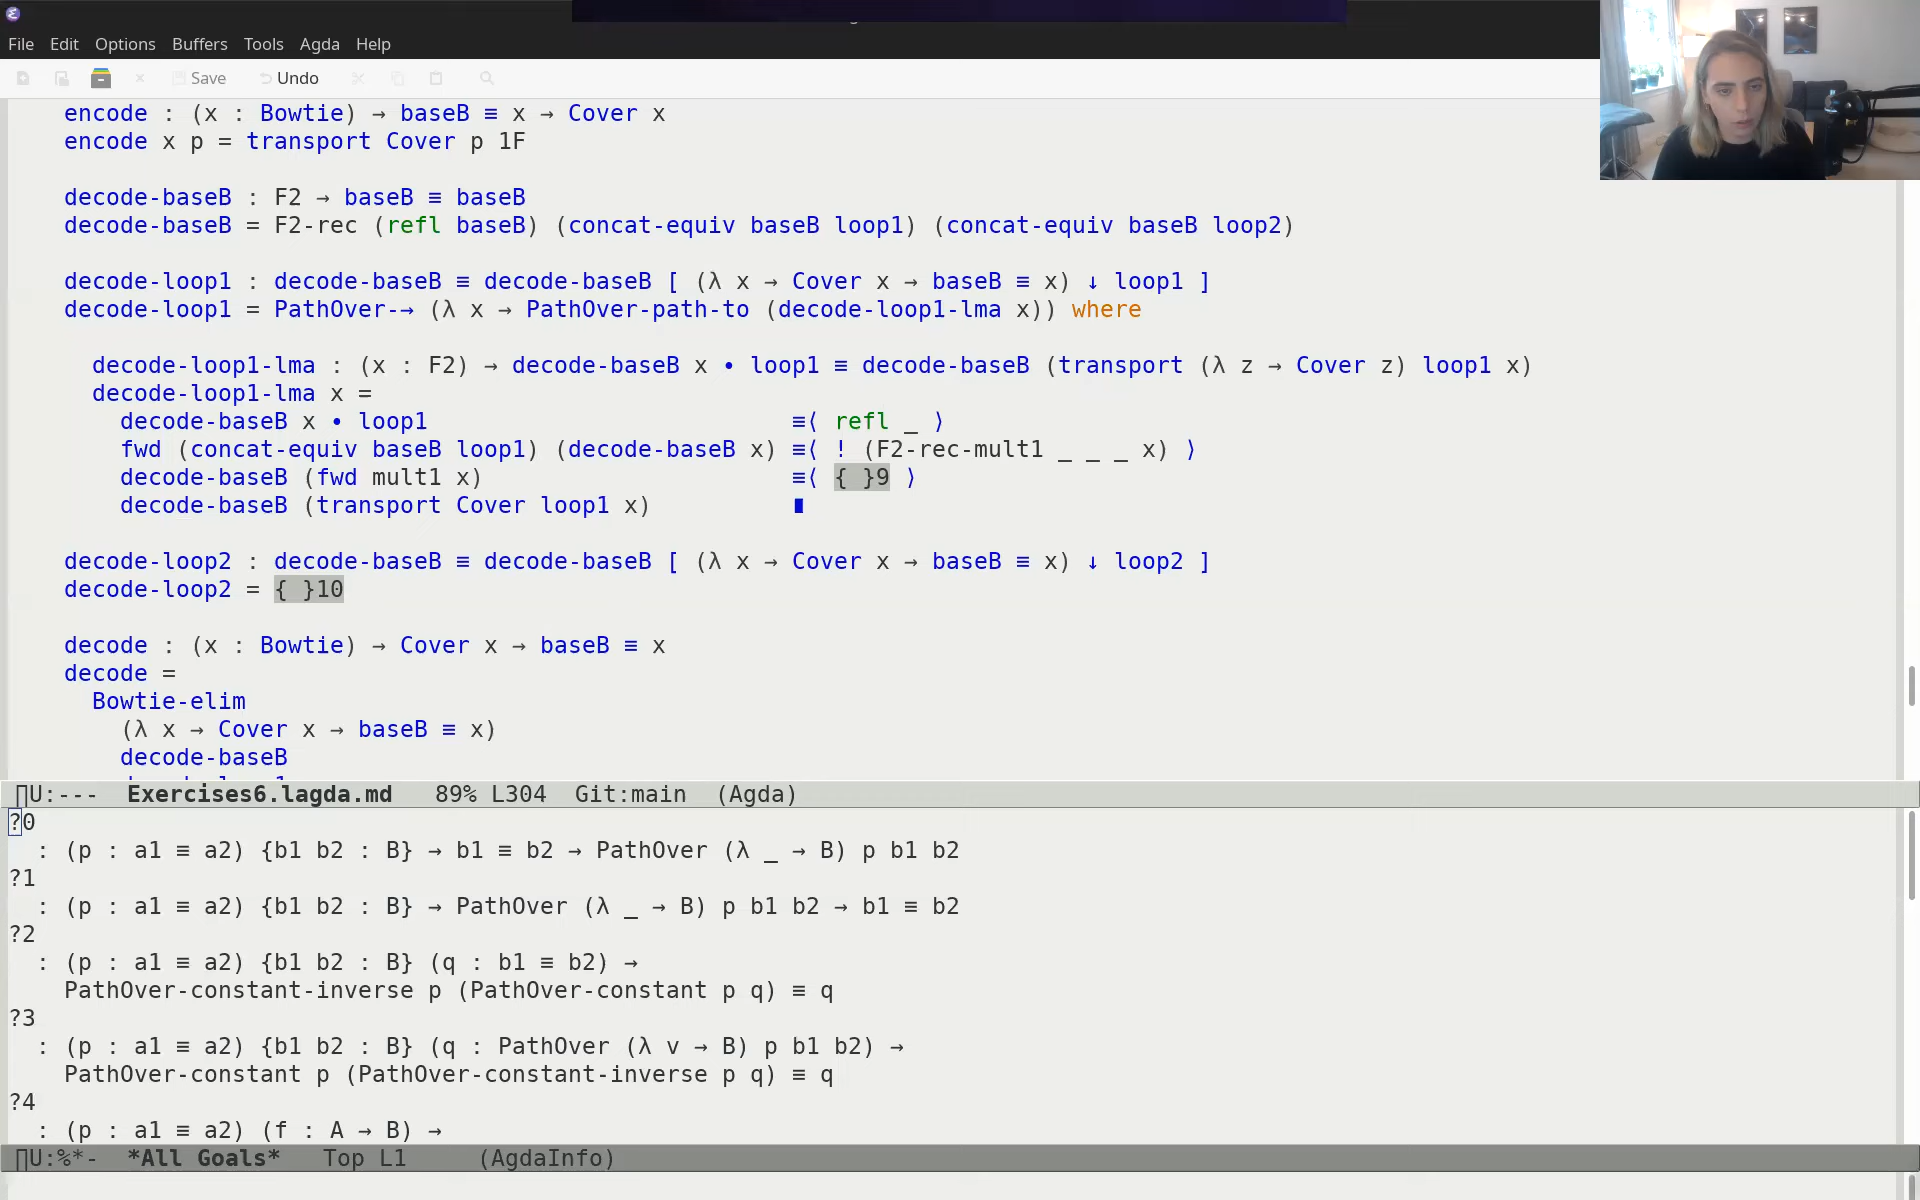 File Edit Options Buffers Tools Agda Help
Save Undo
encode : (x : Bowtie) → baseB ≡ x → Cover x
encode x p = transport Cover p 1F
decode-baseB : F2 → baseB ≡ baseB
decode-baseB = F2-rec (refl baseB) (concat-equiv baseB loop1) (concat-equiv baseB loop2)
decode-loop1 : decode-baseB ≡ decode-baseB [ (λ x → Cover x → baseB ≡ x) ↓ loop1 ]
decode-loop1 = PathOver-→ (λ x → PathOver-path-to (decode-loop1-lma x)) where
decode-loop1-lma : (x : F2) → decode-baseB x ∙ loop1 ≡ decode-baseB (transport (λ z → Cover z) loop1 x)
decode-loop1-lma x =
decode-baseB x ∙ loop1 ≡⟨ refl _ ⟩
fwd (concat-equiv baseB loop1) (decode-baseB x) ≡⟨ ! (F2-rec-mult1 _ _ _ x) ⟩
decode-baseB (fwd mult1 x) ≡⟨ { }9 ⟩
decode-baseB (transport Cover loop1 x) ∎
decode-loop2 : decode-baseB ≡ decode-baseB [ (λ x → Cover x → baseB ≡ x) ↓ loop2 ]
decode-loop2 = { }10
decode : (x : Bowtie) → Cover x → baseB ≡ x
decode =
Bowtie-elim
(λ x → Cover x → baseB ≡ x)
decode-baseB
U:--- Exercises6.lagda.md 89% L304 Git:main (Agda)
?0
: (p : a1 ≡ a2) {b1 b2 : B} → b1 ≡ b2 → PathOver (λ _ → B) p b1 b2
?1
: (p : a1 ≡ a2) {b1 b2 : B} → PathOver (λ _ → B) p b1 b2 → b1 ≡ b2
?2
: (p : a1 ≡ a2) {b1 b2 : B} (q : b1 ≡ b2) →
PathOver-constant-inverse p (PathOver-constant p q) ≡ q
?3
: (p : a1 ≡ a2) {b1 b2 : B} (q : PathOver (λ v → B) p b1 b2) →
PathOver-constant p (PathOver-constant-inverse p q) ≡ q
?4
: (p : a1 ≡ a2) (f : A → B) →
U:%*- *All Goals* Top L1 (AgdaInfo)